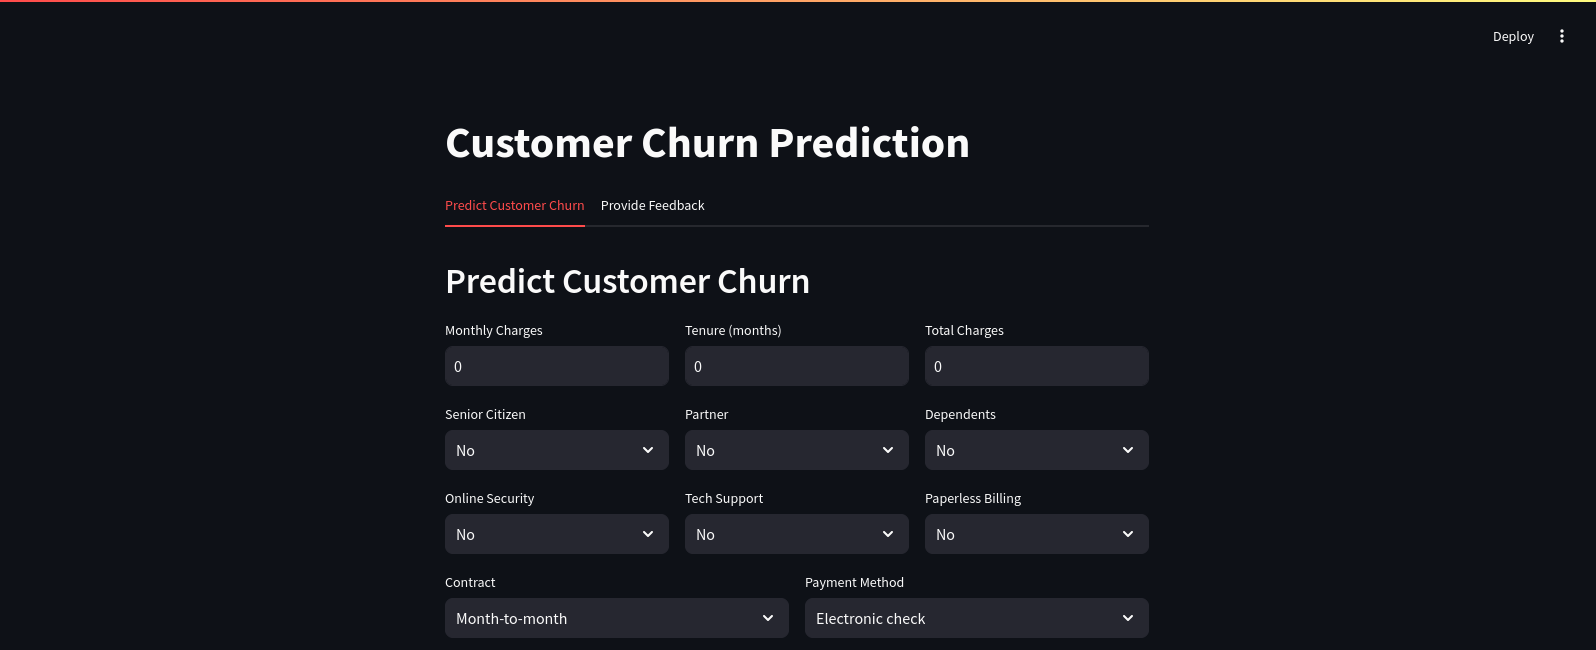 Deploy
Customer Churn Prediction
Predict Customer Churn Provide Feedback
Predict Customer Churn
Monthly Charges Tenure (months) Total Charges
0 0 0
Senior Citizen Partner Dependents
No No No
Online Security Tech Support Paperless Billing
No No No
Contract Payment Method
Month-to-month Electronic check